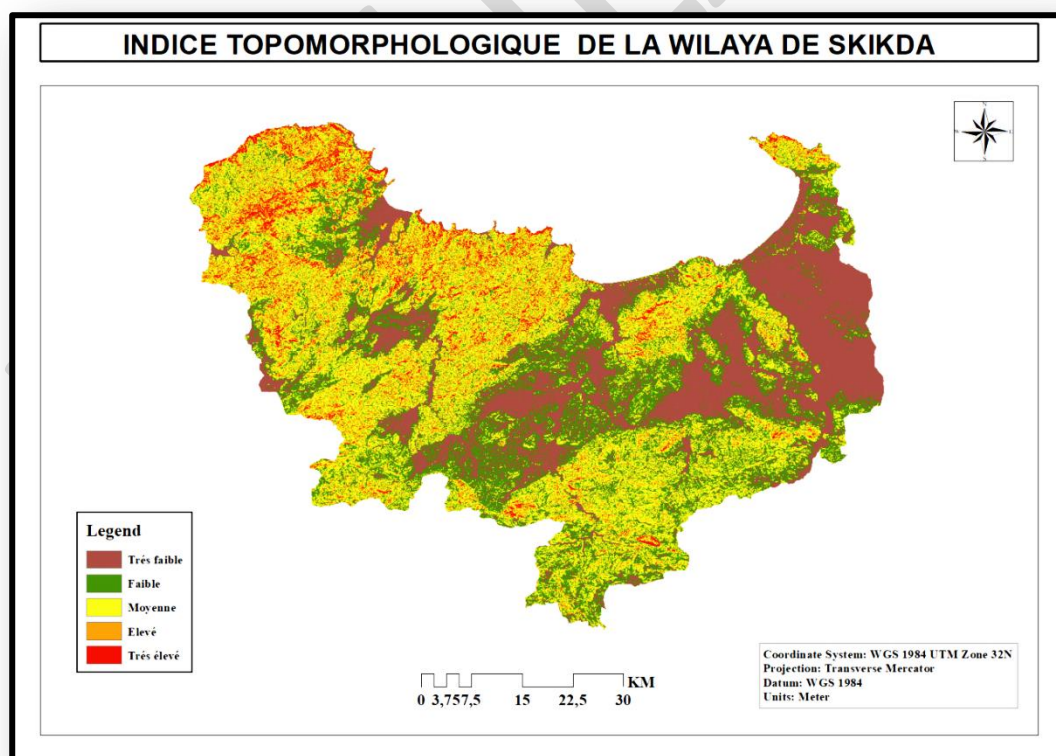 INDICE TOPOMORPHOLOGIQUE DE LA WILAYA DE SKIKDA
N
Legend
Trés faible
Faible
Moyenne
Elevé
Trés élevé
KM
0 3,757,5 15 22,5 30
Coordinate System: WGS 1984 UTM Zone 32N
Projection: Transverse Mercator
Datum: WGS 1984
Units: Meter